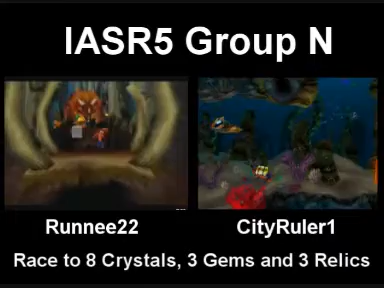 IASR5 Group N
Runnee22
CityRuler1
Race to 8 Crystals, 3 Gems and 3 Relics